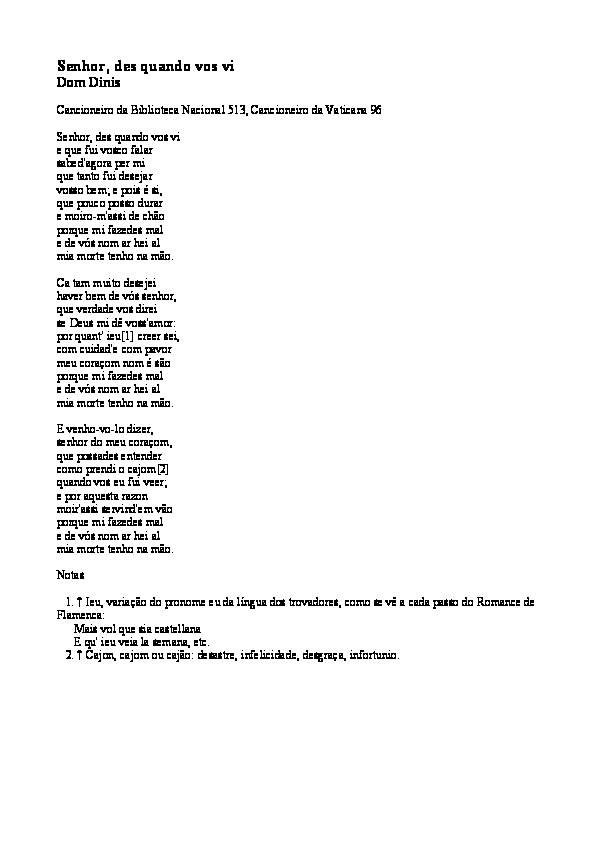 Senhor, des quando vos vi
Dom Dinis
Cancioneiro da Biblioteca Nacional 513, Cancioneiro da Vaticana 96
Senhor, des quando vos vi
e que fui vosco falar
sabed'agora per mi
que tanto fui desejar
vosso bem; e pois é si,
que pouco posso durar
e moiro-m'assi de chão
porque mi fazedes mal
e de vós nom ar hei al
mia morte tenho na mão.
Ca tam muito desejei
haver bem de vós senhor,
que verdade vos direi
se Deus mi dê voss'amor:
por quant' ieu[1] creer sei,
com cuidad'e com pavor
meu coraçom nom é são
porque mi fazedes mal
e de vós nom ar hei al
mia morte tenho na mão.
E venho-vo-lo dizer,
senhor do meu coraçom,
que possades entender
como prendi o cajom[2]
quando vos eu fui veer;
e por aquesta razon
moir'assi servind'em vão
porque mi fazedes mal
e de vós nom ar hei al
mia morte tenho na mão.
Notas
1. ↑ Ieu, variação do pronome eu da língua dos trovadores, como se vê a cada passo do Romance de
Flamenca:
Mais vol que sia castellana
E qu' ieu veia la semana, etc.
2. ↑ Cajon, cajom ou cajão: desastre, infelicidade, desgraça, infortunio.